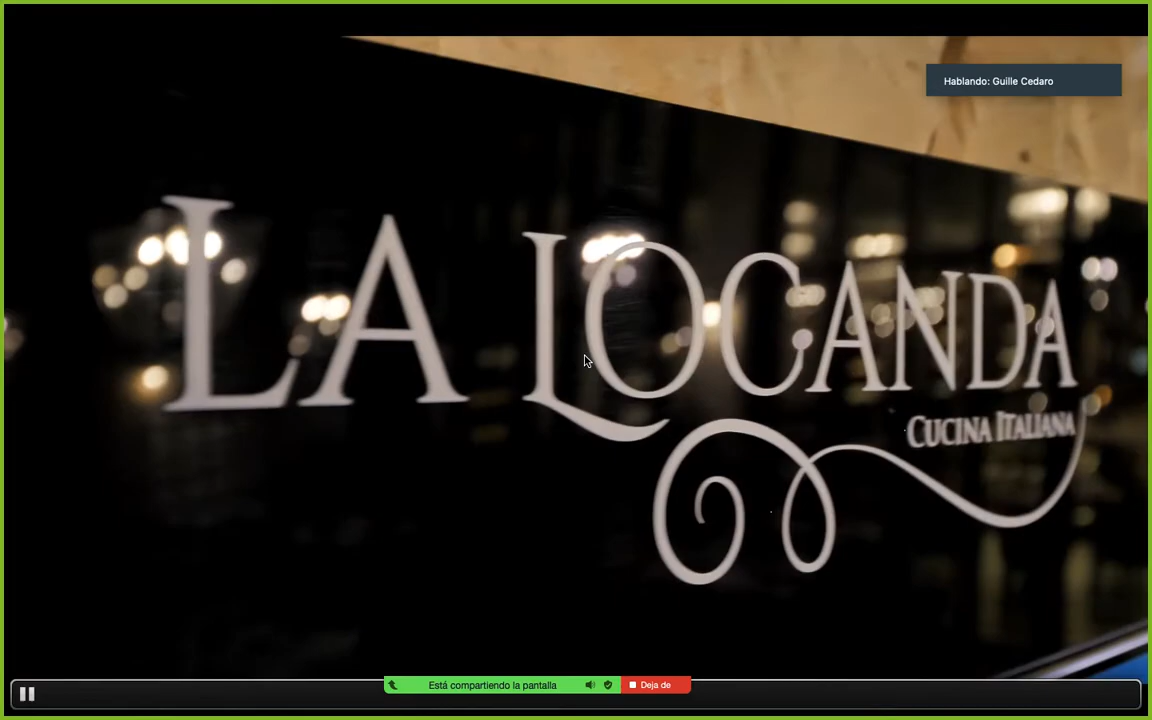 Hablando: Guille Cedaro
LA LOCANDA
CUCINA ITALIANA
Está compartiendo la pantalla
Deja de